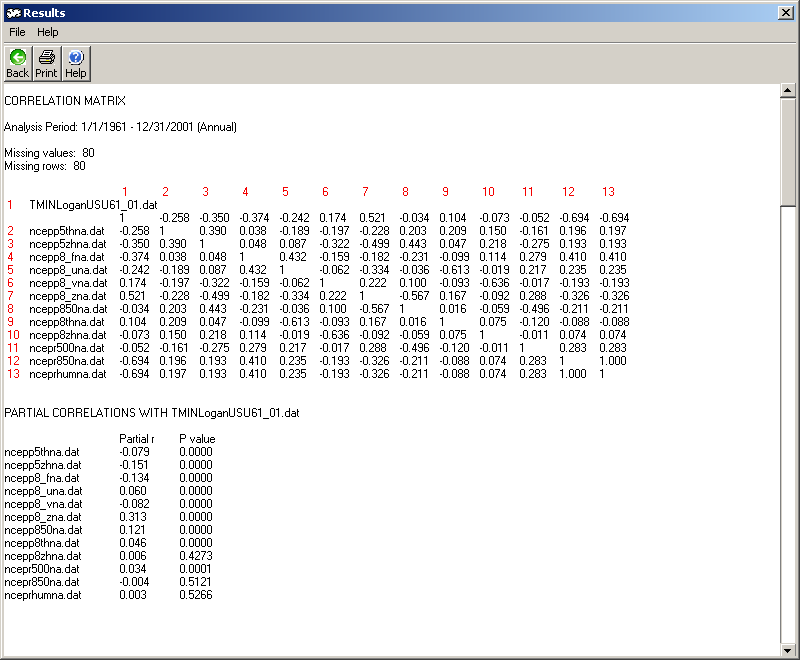 Results
File Help
Back Print Help
CORRELATION MATRIX
Analysis Period: 1/1/1961 - 12/31/2001 (Annual)
Missing values: 80
Missing rows: 80
1 2 3 4 5 6 7 8 9 10 11 12 13
1 TMINLoganUSU61_01.dat
1 -0.258 -0.350 -0.374 -0.242 0.174 0.521 -0.034 0.104 -0.073 -0.052 -0.694 -0.694
2 ncepp5thna.dat -0.258 1 0.390 0.038 -0.189 -0.197 -0.228 0.203 0.209 0.150 -0.161 0.196 0.197
3 ncepp5zhna.dat -0.350 0.390 1 0.048 0.087 -0.322 -0.499 0.443 0.047 0.218 -0.275 0.193 0.193
4 ncepp8_fna.dat -0.374 0.038 0.048 1 0.432 -0.159 -0.182 -0.231 -0.099 0.114 0.279 0.410 0.410
5 ncepp8_una.dat -0.242 -0.189 0.087 0.432 1 -0.062 -0.334 -0.036 -0.613 -0.019 0.217 0.235 0.235
6 ncepp8_vna.dat 0.174 -0.197 -0.322 -0.159 -0.062 1 0.222 0.100 -0.093 -0.636 -0.017 -0.193 -0.193
7 ncepp8_zna.dat 0.521 -0.228 -0.499 -0.182 -0.334 0.222 1 -0.567 0.167 -0.092 0.288 -0.326 -0.326
8 ncepp850na.dat -0.034 0.203 0.443 -0.231 -0.036 0.100 -0.567 1 0.016 -0.059 -0.496 -0.211 -0.211
9 ncepp8thna.dat 0.104 0.209 0.047 -0.099 -0.613 -0.093 0.167 0.016 1 0.075 -0.120 -0.088 -0.088
10 ncepp8zhna.dat -0.073 0.150 0.218 0.114 -0.019 -0.636 -0.092 -0.059 0.075 1 -0.011 0.074 0.074
11 ncepr500na.dat -0.052 -0.161 -0.275 0.279 0.217 -0.017 0.288 -0.496 -0.120 -0.011 1 0.283 0.283
12 ncepr850na.dat -0.694 0.196 0.193 0.410 0.235 -0.193 -0.326 -0.211 -0.088 0.074 0.283 1 1.000
13 nceprhumna.dat -0.694 0.197 0.193 0.410 0.235 -0.193 -0.326 -0.211 -0.088 0.074 0.283 1.000 1
PARTIAL CORRELATIONS WITH TMINLoganUSU61_01.dat
Partial r P value
ncepp5thna.dat -0.079 0.0000
ncepp5zhna.dat -0.151 0.0000
ncepp8_fna.dat -0.134 0.0000
ncepp8_una.dat 0.060 0.0000
ncepp8_vna.dat -0.082 0.0000
ncepp8_zna.dat 0.313 0.0000
ncepp850na.dat 0.121 0.0000
ncepp8thna.dat 0.046 0.0000
ncepp8zhna.dat 0.006 0.4273
ncepr500na.dat 0.034 0.0001
ncepr850na.dat -0.004 0.5121
nceprhumna.dat 0.003 0.5266